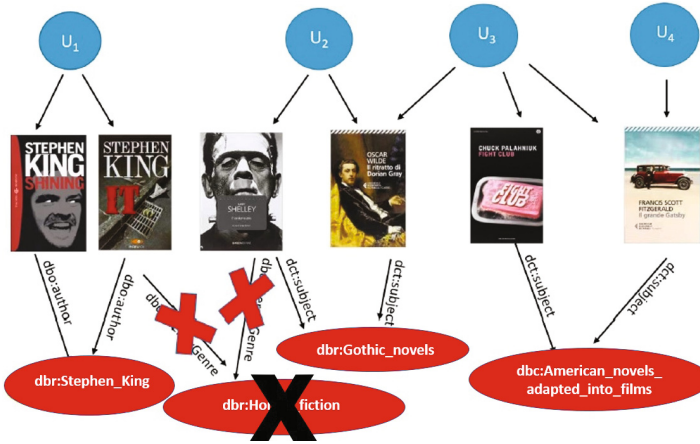 U1
U2
U3
U4
STEPHEN
KING
SHINING
STEPHEN
KING
IT
SHELLEY
OSCAR
WILDE
Il ritratto di
Dorian Gray
CHUCK PALAHNIUK
FIGHT CLUB
FIGHT
CLUB
FRANCIS SCOTT
FITZGERALD
Il grande Gatsby
dbo:author
dbo:author
Genre
Genre
dct:subject
dct:subject
dct:subject
dct:subject
dbr:Stephen_King
dbr:Gothic_novels
fiction
dbc:American_novels_
adapted_into_films